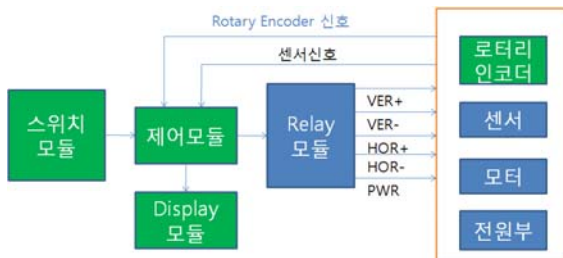 Rotary Encoder 신호
센서신호
스위치
모듈
제어모듈
Display
모듈
Relay
모듈
VER+
VER-
HOR+
HOR-
PWR
로터리
인코더
센서
모터
전원부